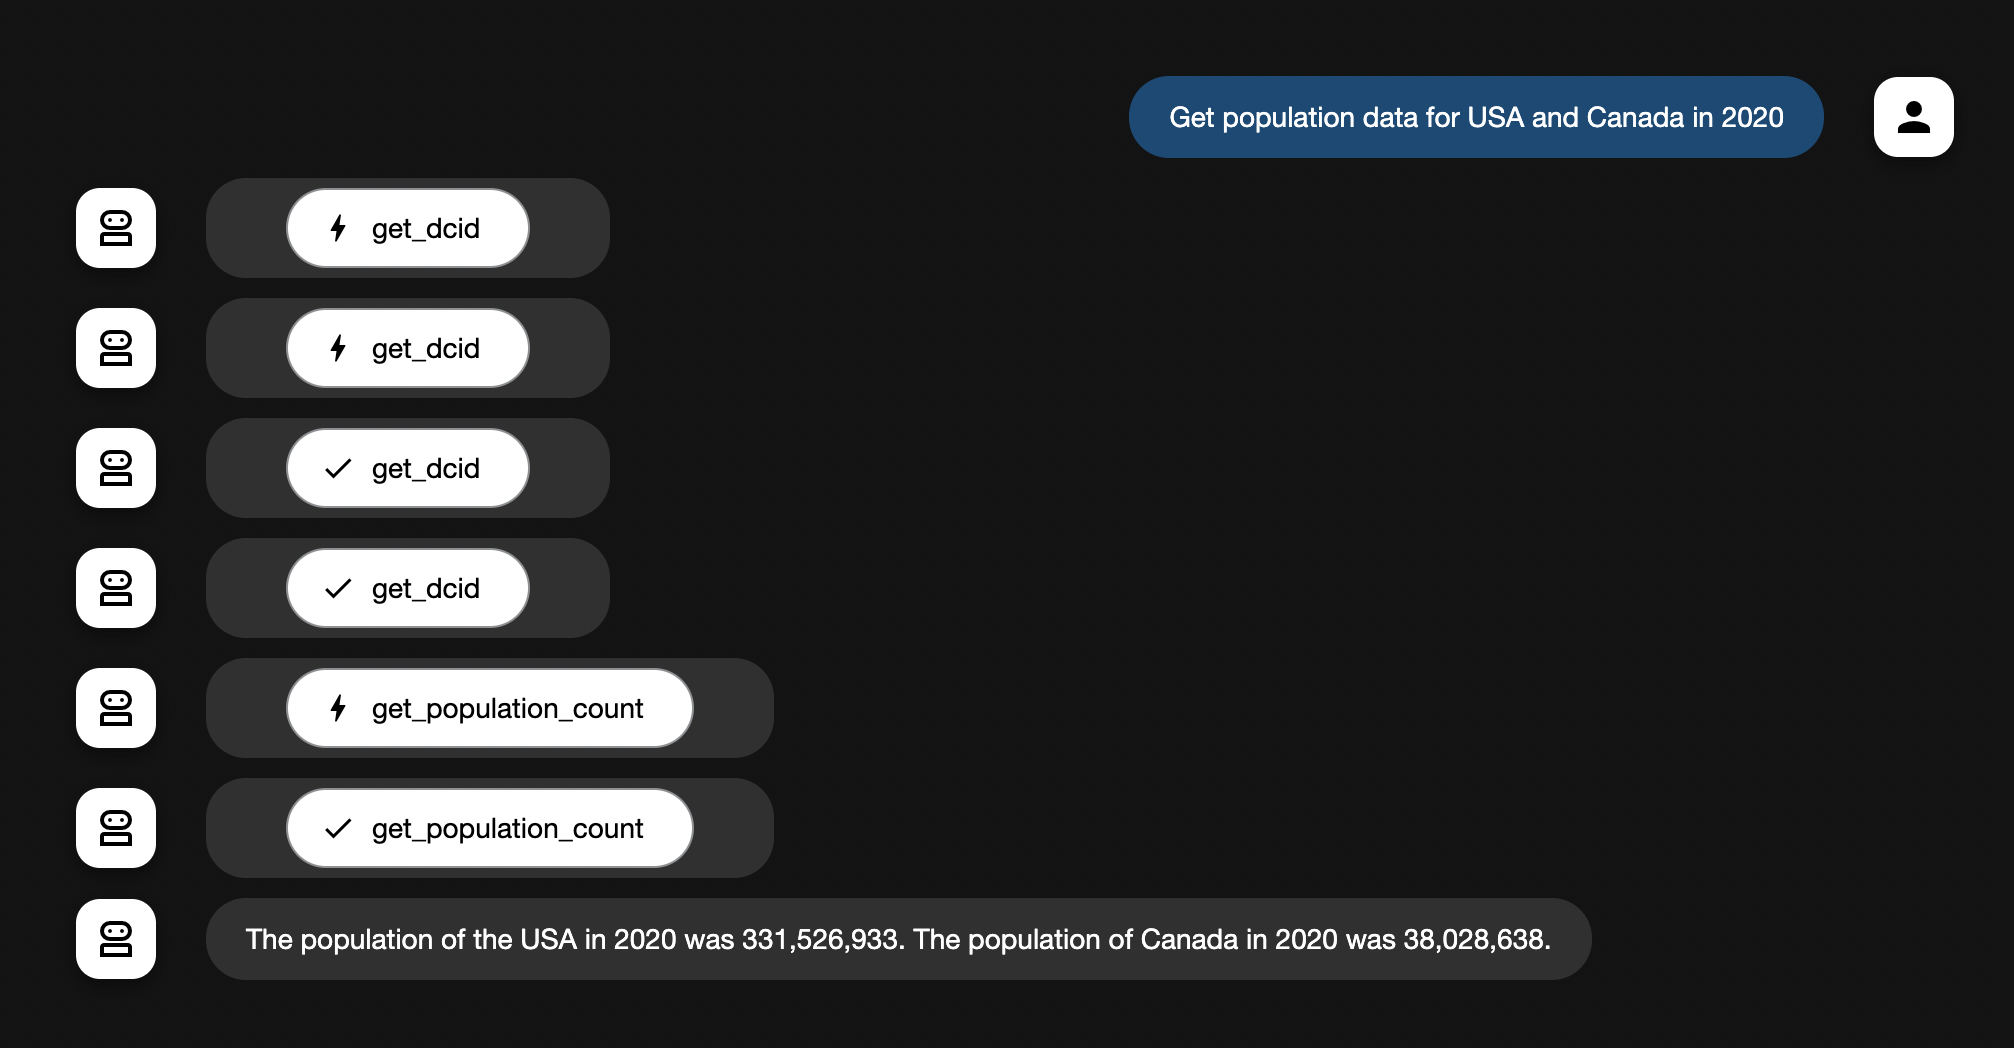 Get population data for USA and Canada in 2020
get_dcid
get_dcid
get_dcid
get_dcid
get_population_count
get_population_count
The population of the USA in 2020 was 331,526,933. The population of Canada in 2020 was 38,028,638.